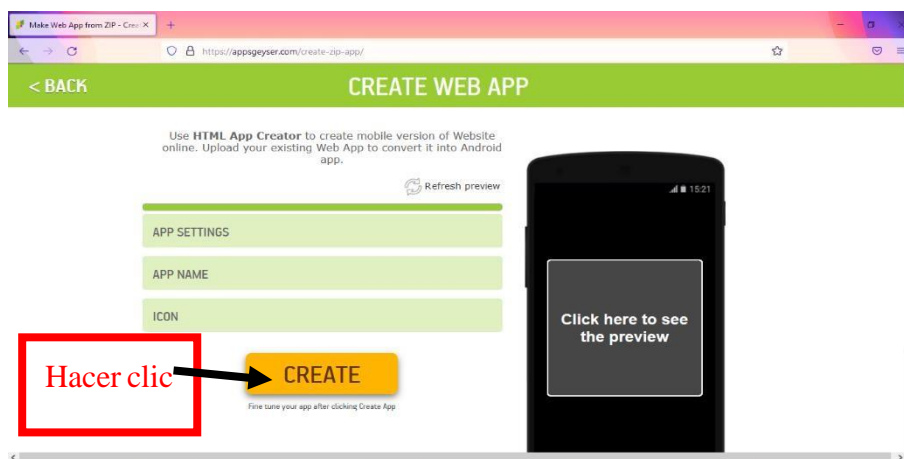 Make Web App from ZIP - Crea
https://appsgeyser.com/create-zip-app/
< BACK
CREATE WEB APP
Use HTML App Creator to create mobile version of Website
online. Upload your existing Web App to convert it into Android
app.
Refresh preview
15:21
APP SETTINGS
APP NAME
ICON
Click here to see
the preview
Hacer clic
CREATE
Fine tune your app after clicking Create App